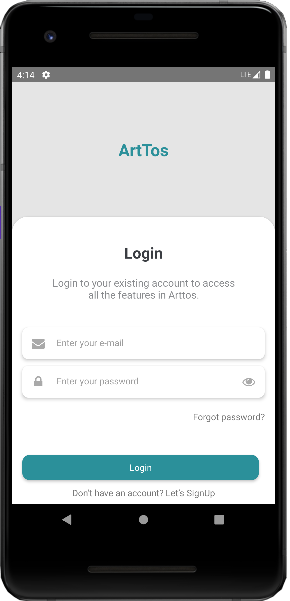 4:14 LTE
ArtTos
Login
Login to your existing account to access
all the features in Arttos.
Enter your e-mail
Enter your password
Forgot password?
Login
Don't have an account? Let's SignUp